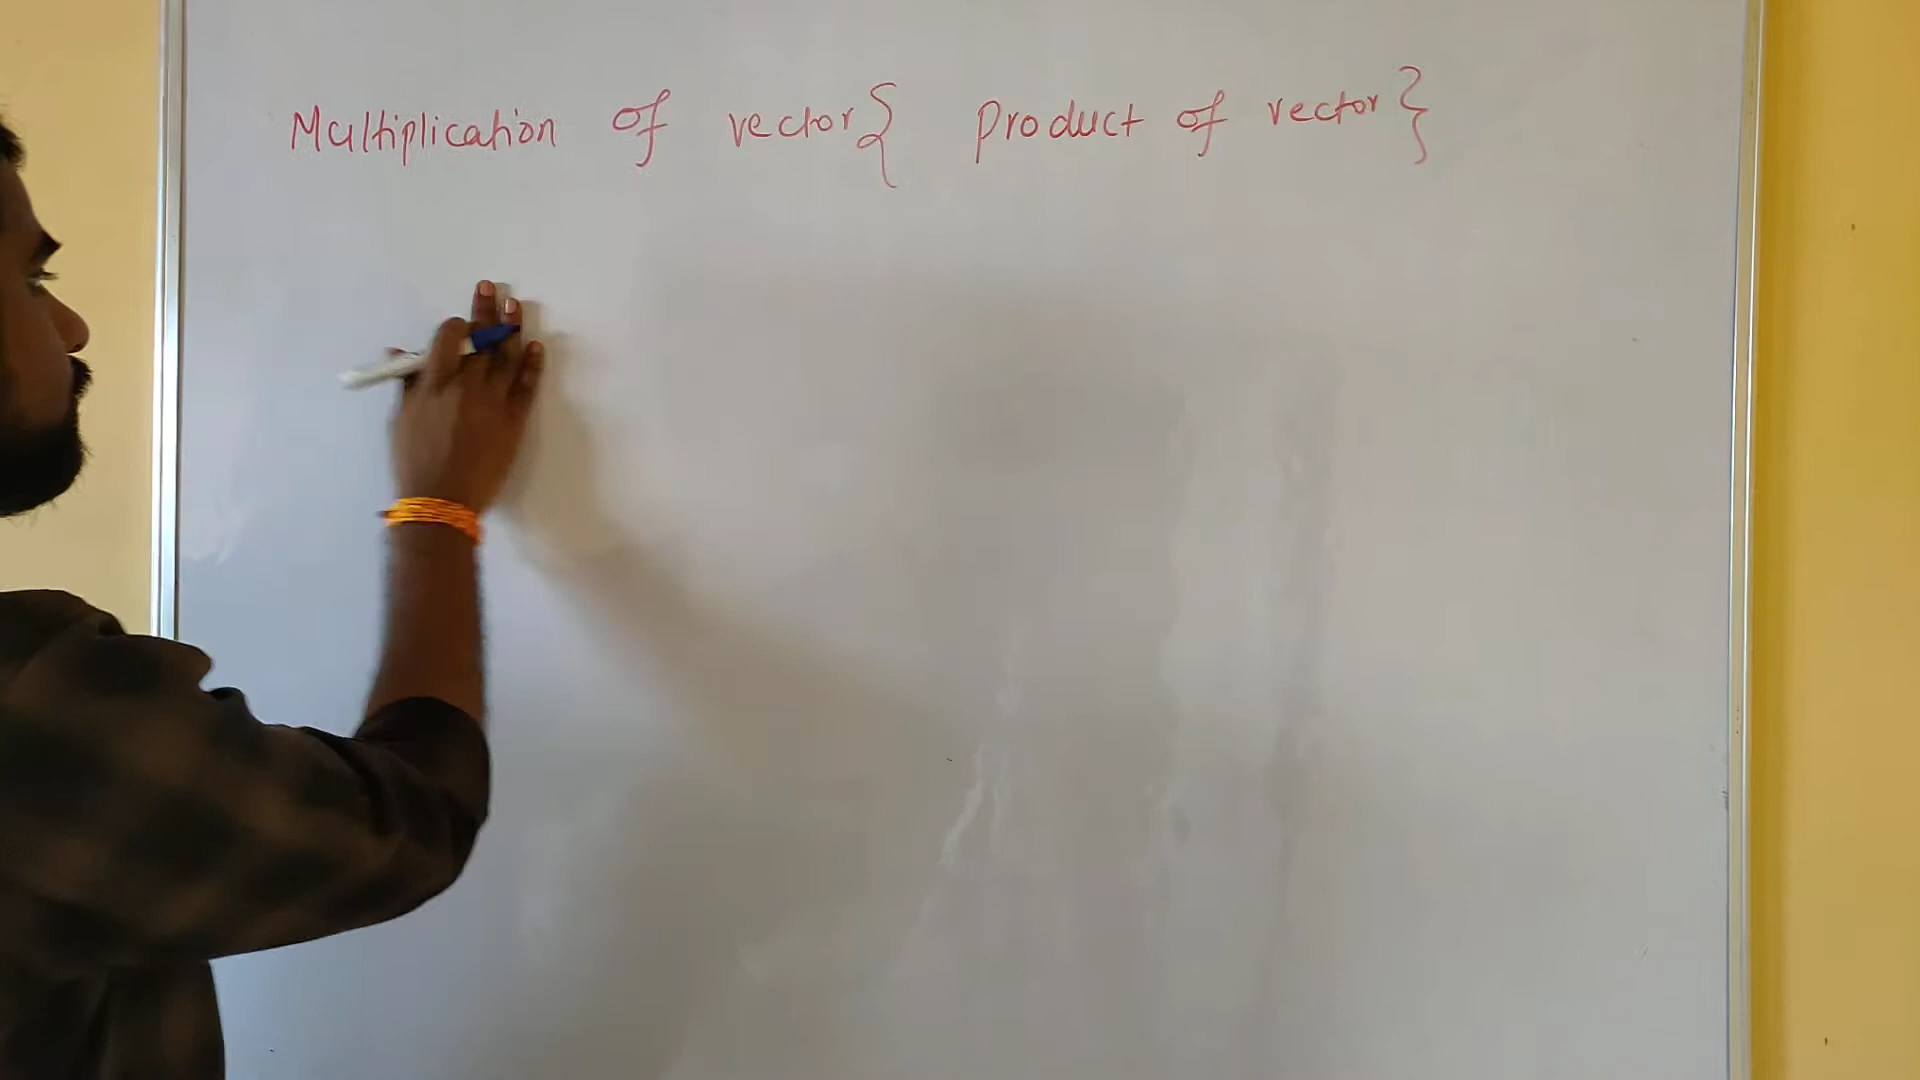 Multiplication of vector { Product of vector }